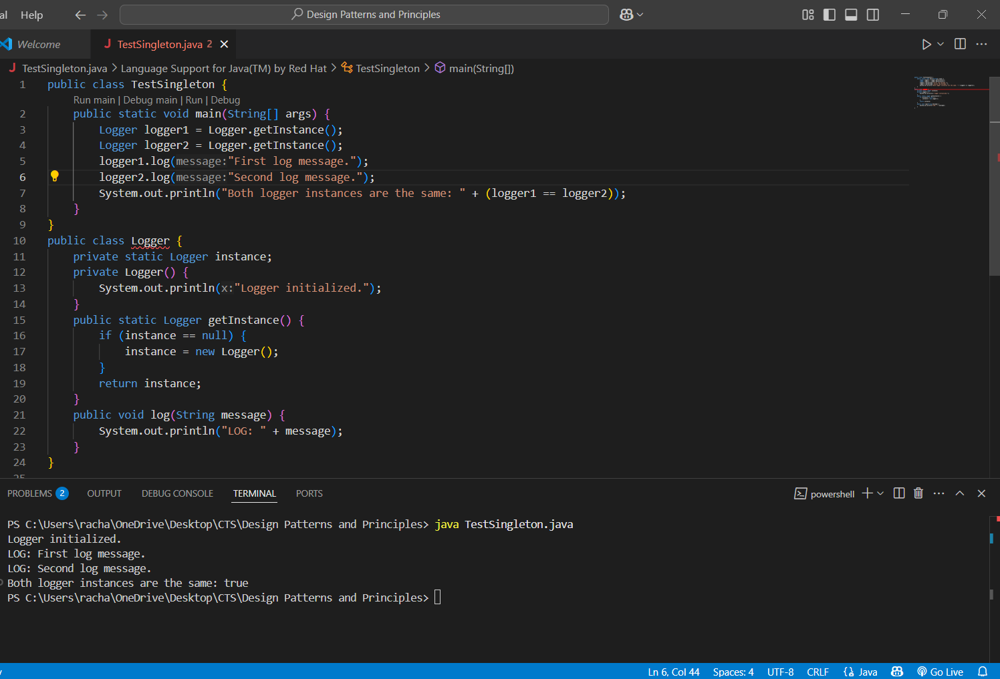 al Help Design Patterns and Principles
Welcome TestSingleton.java 2
TestSingleton.java > Language Support for Java(TM) by Red Hat > TestSingleton > main(String[])
1 public class TestSingleton {
Run main | Debug main | Run | Debug
2 public static void main(String[] args) {
3 Logger logger1 = Logger.getInstance();
4 Logger logger2 = Logger.getInstance();
5 logger1.log(message:"First log message.");
6 logger2.log(message:"Second log message.");
7 System.out.println("Both logger instances are the same: " + (logger1 == logger2));
8 }
9 }
10 public class Logger {
11 private static Logger instance;
12 private Logger() {
13 System.out.println(x:"Logger initialized.");
14 }
15 public static Logger getInstance() {
16 if (instance == null) {
17 instance = new Logger();
18 }
19 return instance;
20 }
21 public void log(String message) {
22 System.out.println("LOG: " + message);
23 }
24 }
25
PROBLEMS 2 OUTPUT DEBUG CONSOLE TERMINAL PORTS powershell
PS C:\Users\racha\OneDrive\Desktop\CTS\Design Patterns and Principles> java TestSingleton.java
Logger initialized.
LOG: First log message.
LOG: Second log message.
Both logger instances are the same: true
PS C:\Users\racha\OneDrive\Desktop\CTS\Design Patterns and Principles>
Ln 6, Col 44 Spaces: 4 UTF-8 CRLF {} Java Go Live